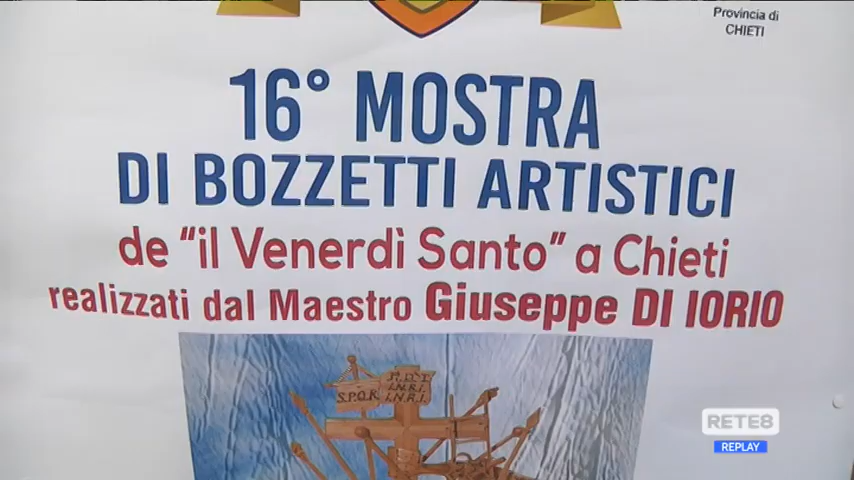 Provincia di
CHIETI
16° MOSTRA
DI BOZZETTI ARTISTICI
de "il Venerdì Santo" a Chieti
realizzati dal Maestro Giuseppe DI IORIO
S.P.Q.R.
I.N.R.I.
I.N.R.I.
RETE8
REPLAY